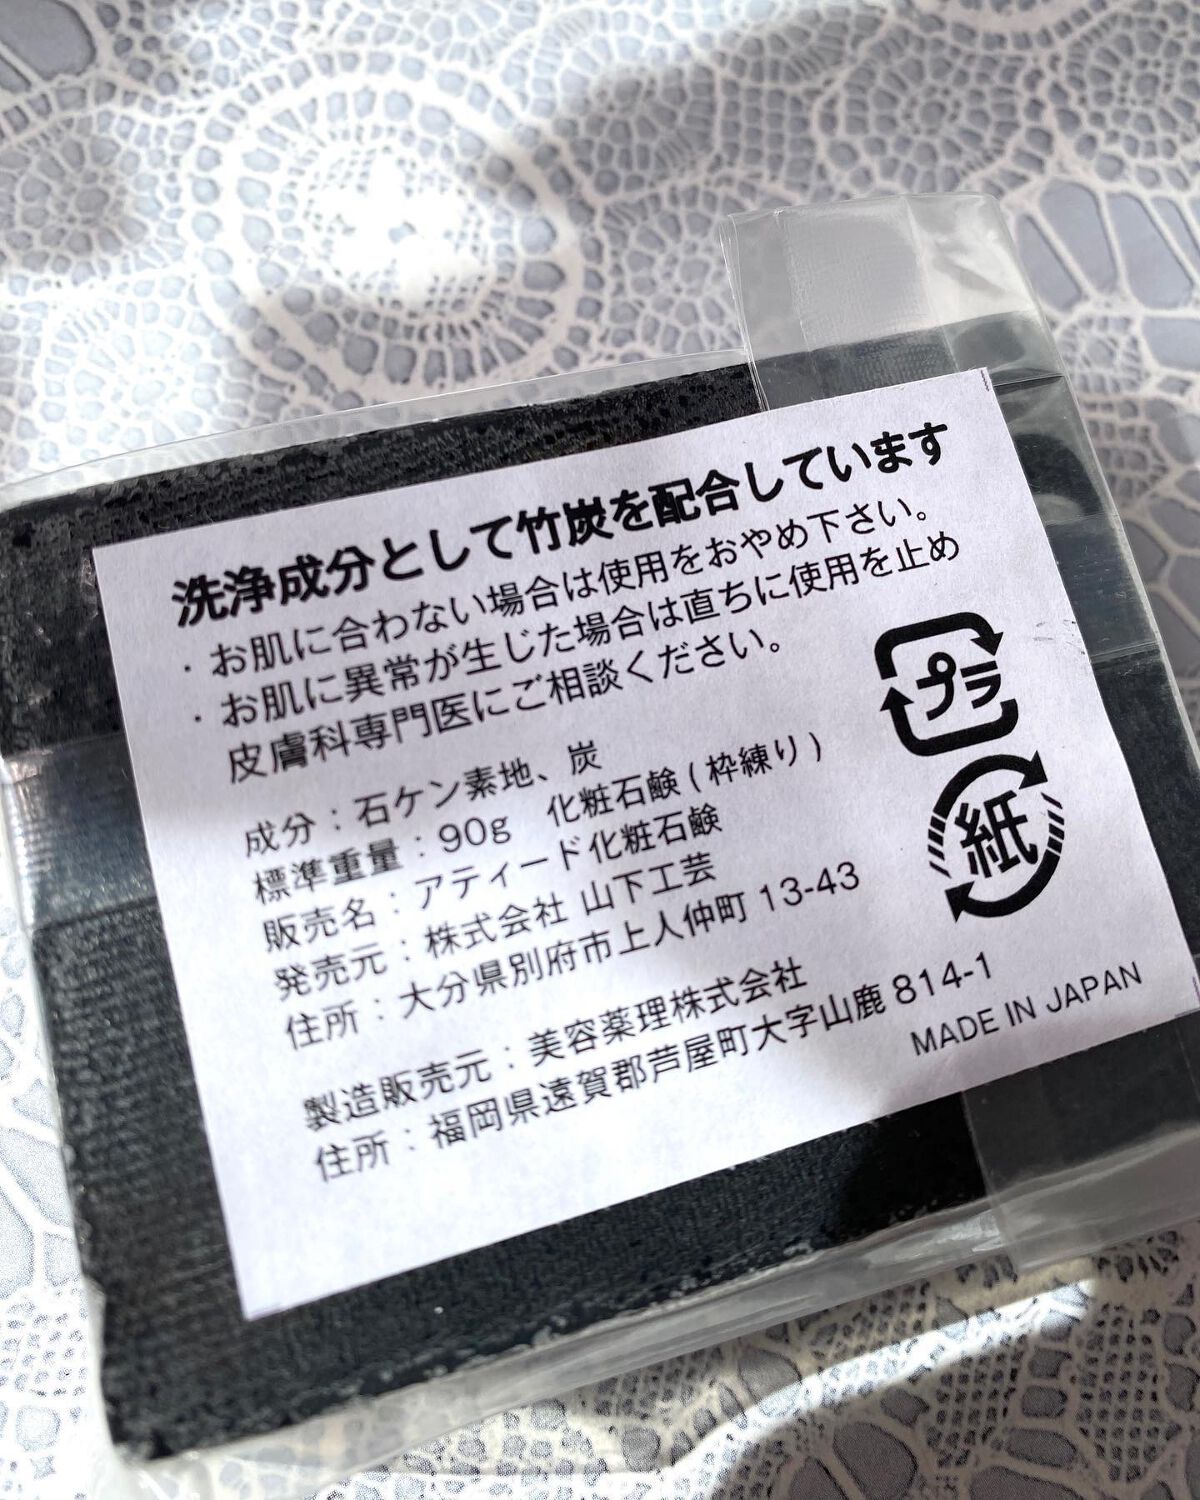 洗浄成分として竹炭を配合しています
・お肌に合わない場合は使用をおやめ下さい。
・お肌に異常が生じた場合は直ちに使用を止め
皮膚科専門医にご相談ください。
成分：石ケン素地、炭
標準重量：90g　化粧石鹸(枠練り)
販売名：アティード化粧石鹸
発売元：株式会社 山下工芸
住所：大分県別府市上人仲町 13-43
製造販売元：美容薬理株式会社
住所：福岡県遠賀郡芦屋町大字山鹿 814-1
MADE IN JAPAN
プラ
紙